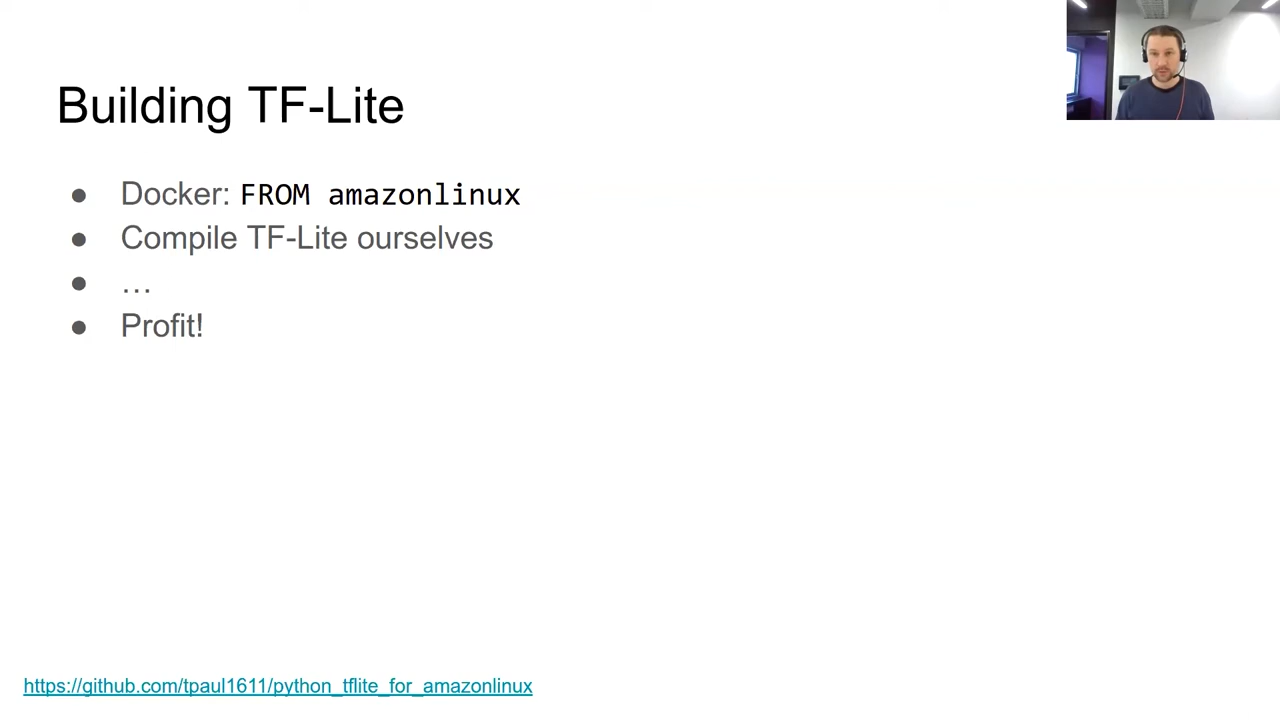 Building TF-Lite
● Docker: FROM amazonlinux
● Compile TF-Lite ourselves
● …
● Profit!
https://github.com/tpaul1611/python_tflite_for_amazonlinux